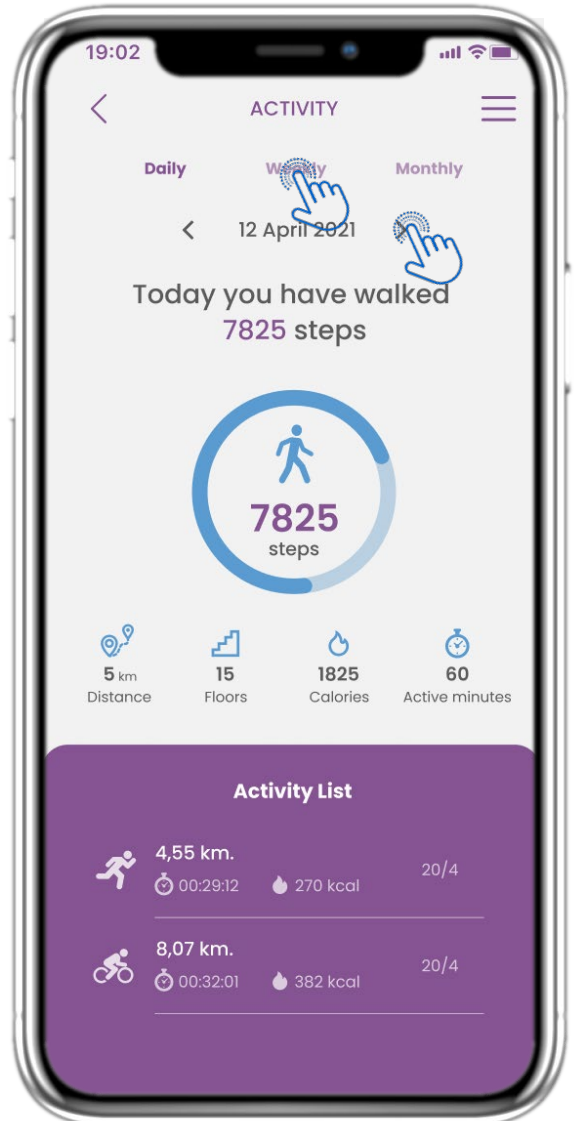 19:02
ACTIVITY
Daily Weekly Monthly
12 April 2021
Today you have walked
7825 steps
7825
steps
5 km 15 1825 60
Distance Floors Calories Active minutes
Activity List
4,55 km.
00:29:12 270 kcal 20/4
8,07 km.
00:32:01 382 kcal 20/4